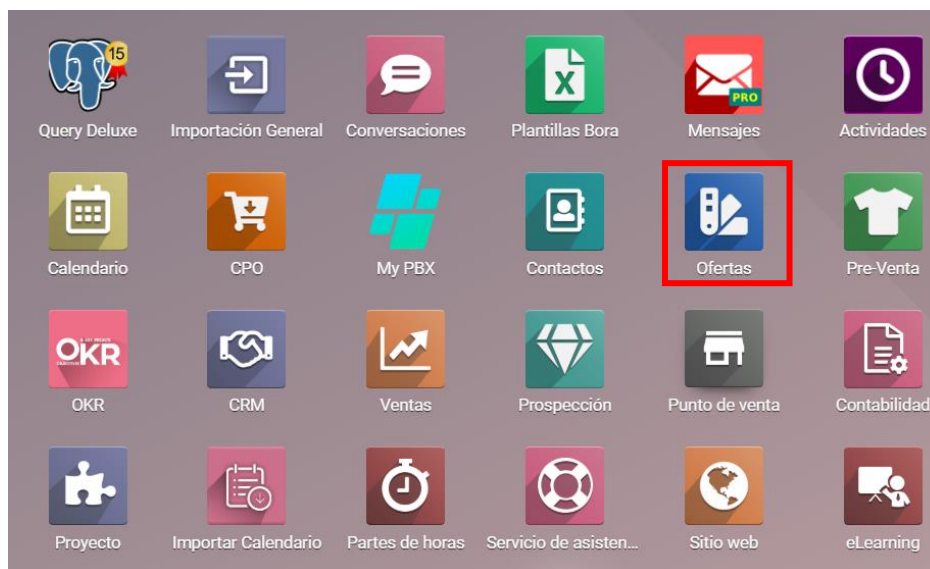 15
Query Deluxe
Importación General
Conversaciones
X
Plantillas Bora
PRO
Mensajes
Actividades
Calendario
CPO
My PBX
Contactos
Ofertas
Pre-Venta
OKR
OKR
CRM
Ventas
Prospección
Punto de venta
Contabilidad
Proyecto
Importar Calendario
Partes de horas
Servicio de asisten...
Sitio web
eLearning